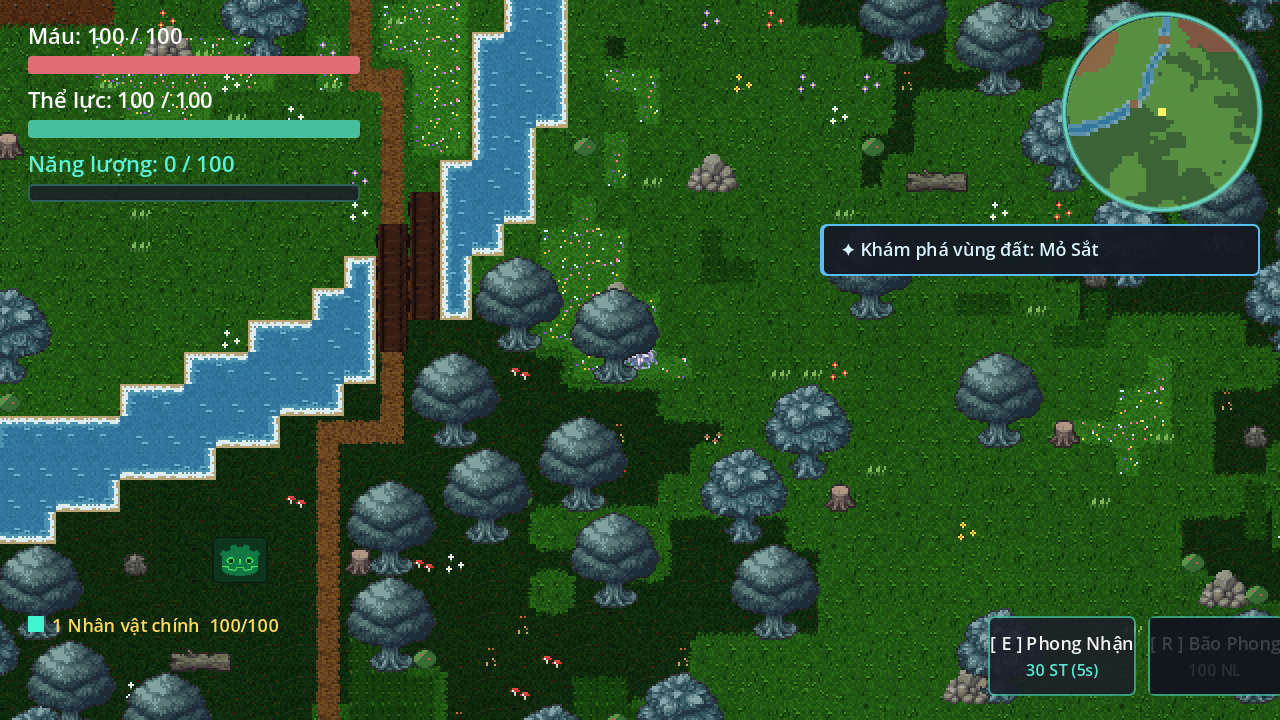 Máu: 100 / 100
Thể lực: 100 / 100
Năng lượng: 0 / 100
✦ Khám phá vùng đất: Mỏ Sắt
1 Nhân vật chính 100/100
[ E ] Phong Nhận
30 ST (5s)
[ R ] Bão Phong
100 NL